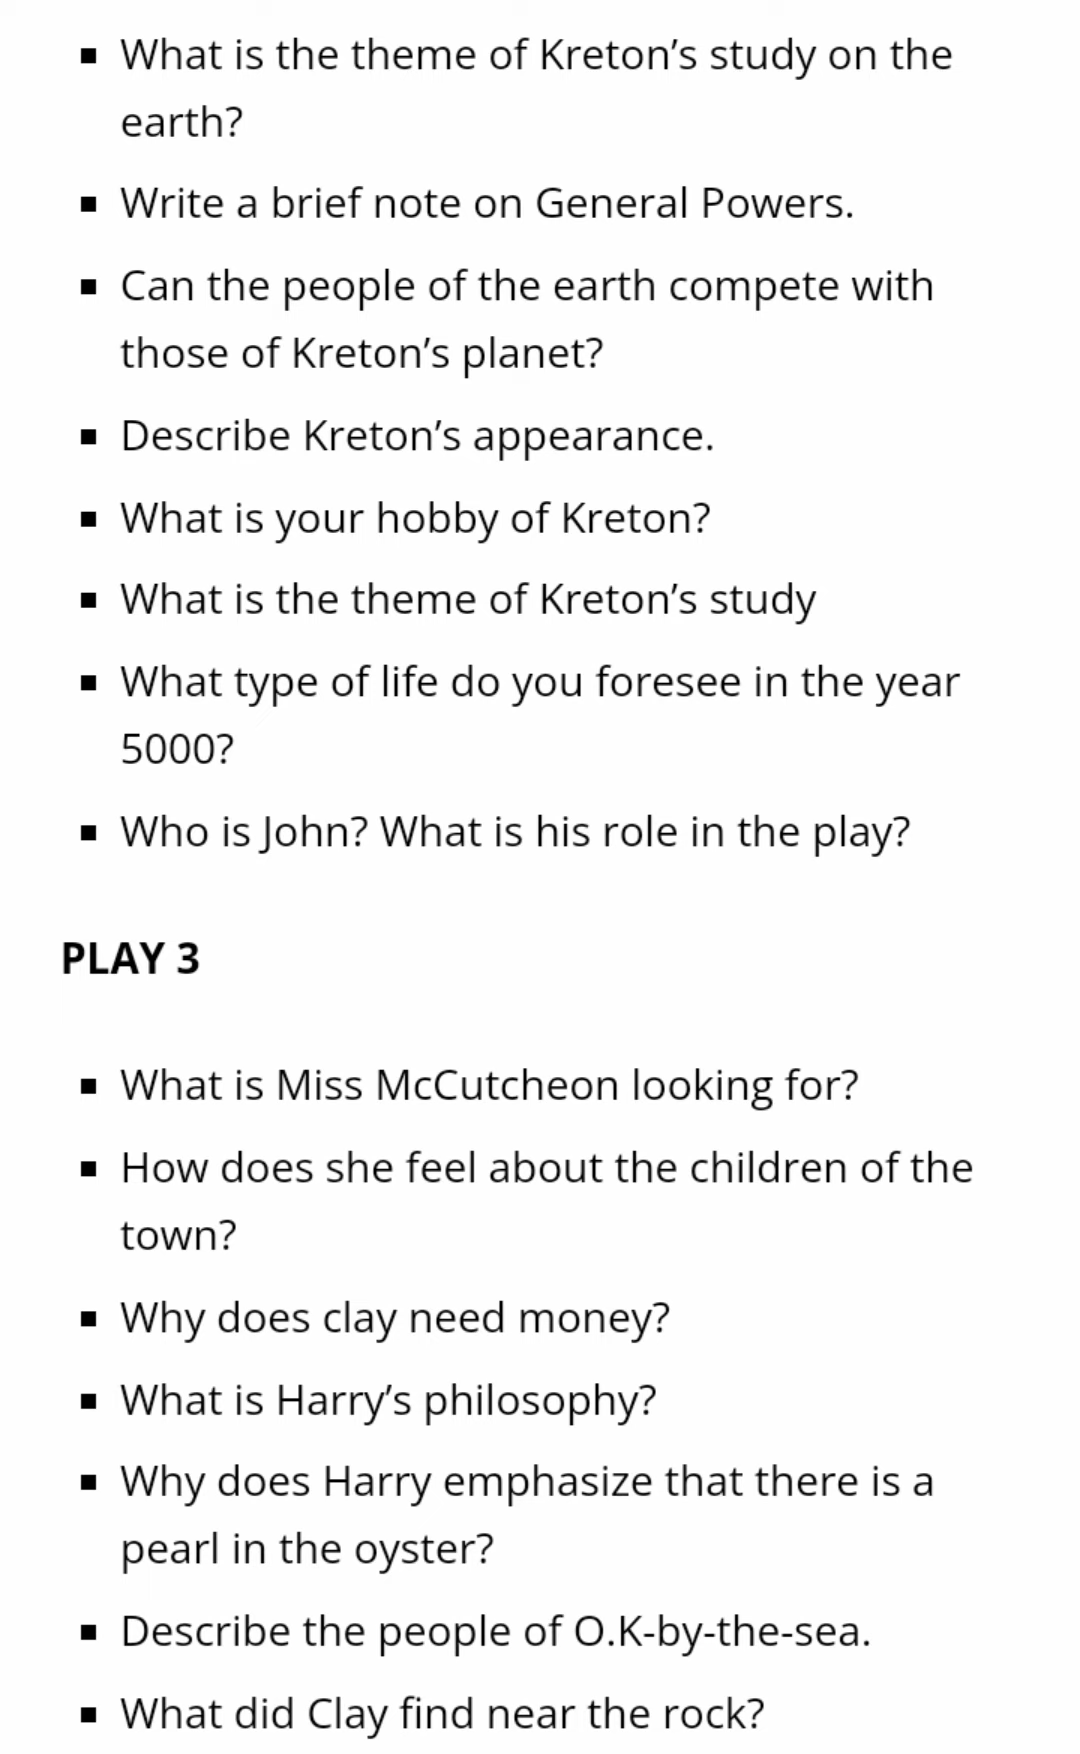 ▪ What is the theme of Kreton’s study on the
earth?
▪ Write a brief note on General Powers.
▪ Can the people of the earth compete with
those of Kreton’s planet?
▪ Describe Kreton’s appearance.
▪ What is your hobby of Kreton?
▪ What is the theme of Kreton’s study
▪ What type of life do you foresee in the year
5000?
▪ Who is John? What is his role in the play?
PLAY 3
▪ What is Miss McCutcheon looking for?
▪ How does she feel about the children of the
town?
▪ Why does clay need money?
▪ What is Harry’s philosophy?
▪ Why does Harry emphasize that there is a
pearl in the oyster?
▪ Describe the people of O.K-by-the-sea.
▪ What did Clay find near the rock?